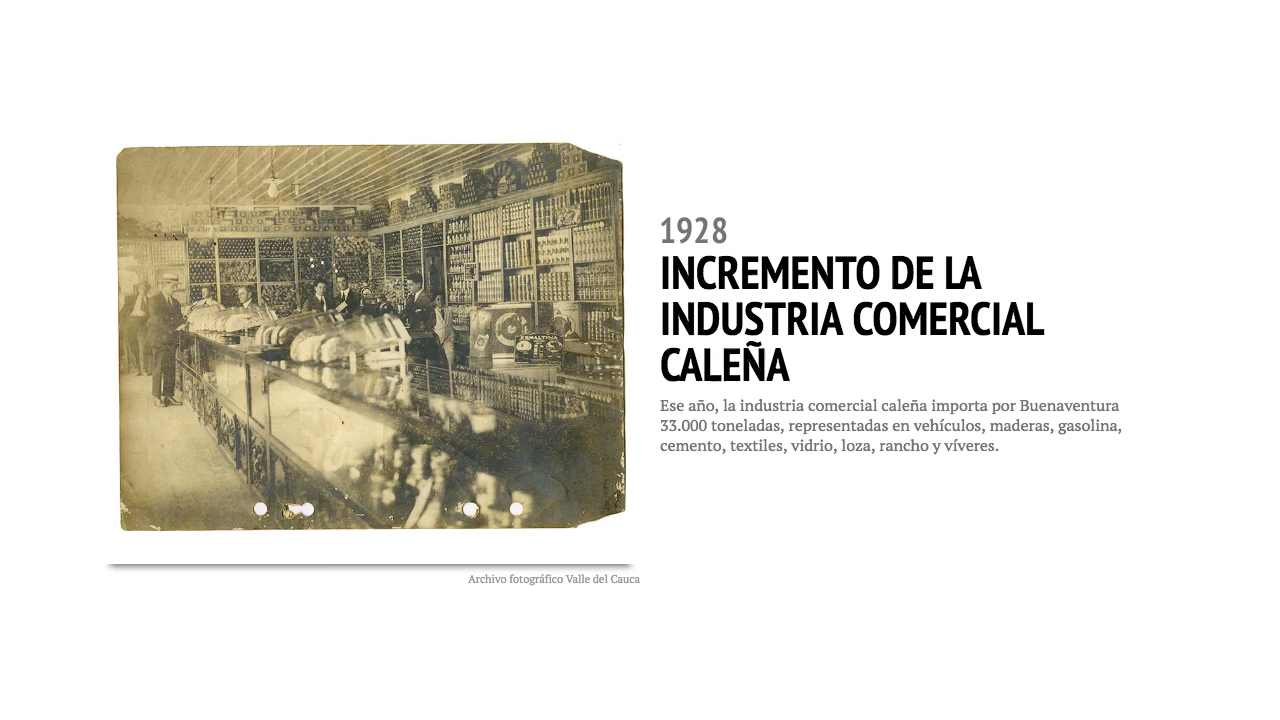 1928
INCREMENTO DE LA
INDUSTRIA COMERCIAL
CALEÑA
Ese año, la industria comercial caleña importa por Buenaventura
33.000 toneladas, representadas en vehículos, maderas, gasolina,
cemento, textiles, vidrio, loza, rancho y víveres.
Archivo fotográfico Valle del Cauca